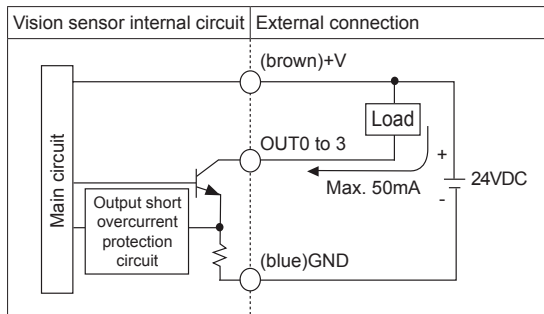 Vision sensor internal circuit
External connection
(brown)+V
Load
OUT0 to 3
+
Max. 50mA
24VDC
-
Main circuit
Output short
overcurrent
protection
circuit
(blue)GND